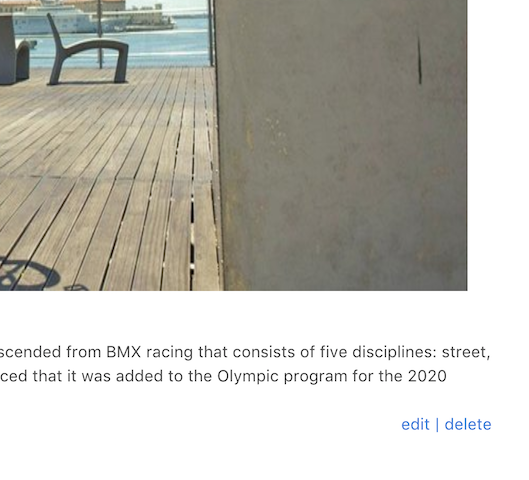 scended from BMX racing that consists of five disciplines: street,
ced that it was added to the Olympic program for the 2020
edit | delete